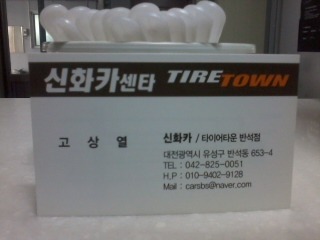 신화카센타 TIRETOWN
고 상 열
신화카 / 타이어타운 반석점
대전광역시 유성구 반석동 653-4
TEL : 042-825-0051
H.P : 010-9402-9128
Mail : carsbs@naver.com